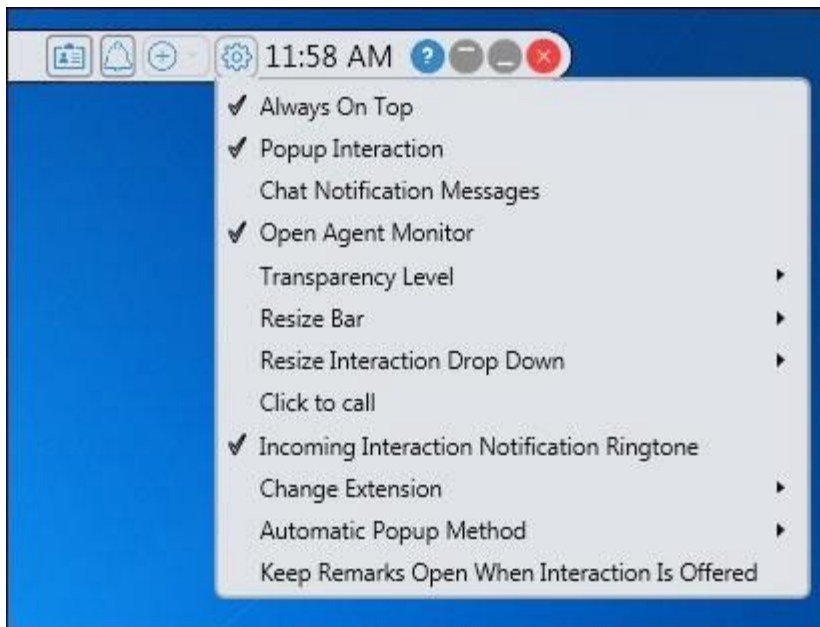 11:58 AM ?
Always On Top
Popup Interaction
Chat Notification Messages
Open Agent Monitor
Transparency Level
Resize Bar
Resize Interaction Drop Down
Click to call
Incoming Interaction Notification Ringtone
Change Extension
Automatic Popup Method
Keep Remarks Open When Interaction Is Offered